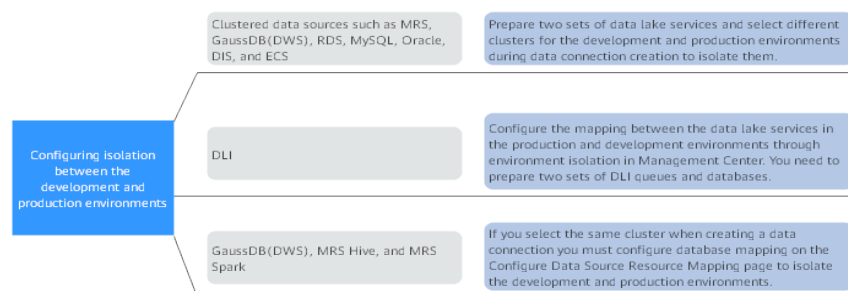 Clustered data sources such as MRS,
GaussDB(DWS), RDS, MySQL, Oracle,
DIS, and ECS
Prepare two sets of data lake services and select different
clusters for the development and production environments
during data connection creation to isolate them.
Configuring isolation
between the
development and
production environments
DLI
Configure the mapping between the data lake services in
the production and development environments through
environment isolation in Management Center. You need to
prepare two sets of DLI queues and databases.
GaussDB(DWS), MRS Hive, and MRS
Spark
If you select the same cluster when creating a data
connection you must configure database mapping on the
Configure Data Source Resource Mapping page to isolate
the development and production environments.